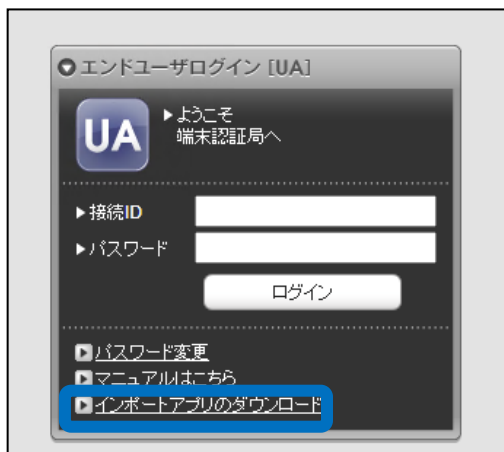 エンドユーザログイン [UA]
UA
ようこそ
端末認証局へ
接続ID
パスワード
ログイン
パスワード変更
マニュアルはこちら
インポートアプリのダウンロード